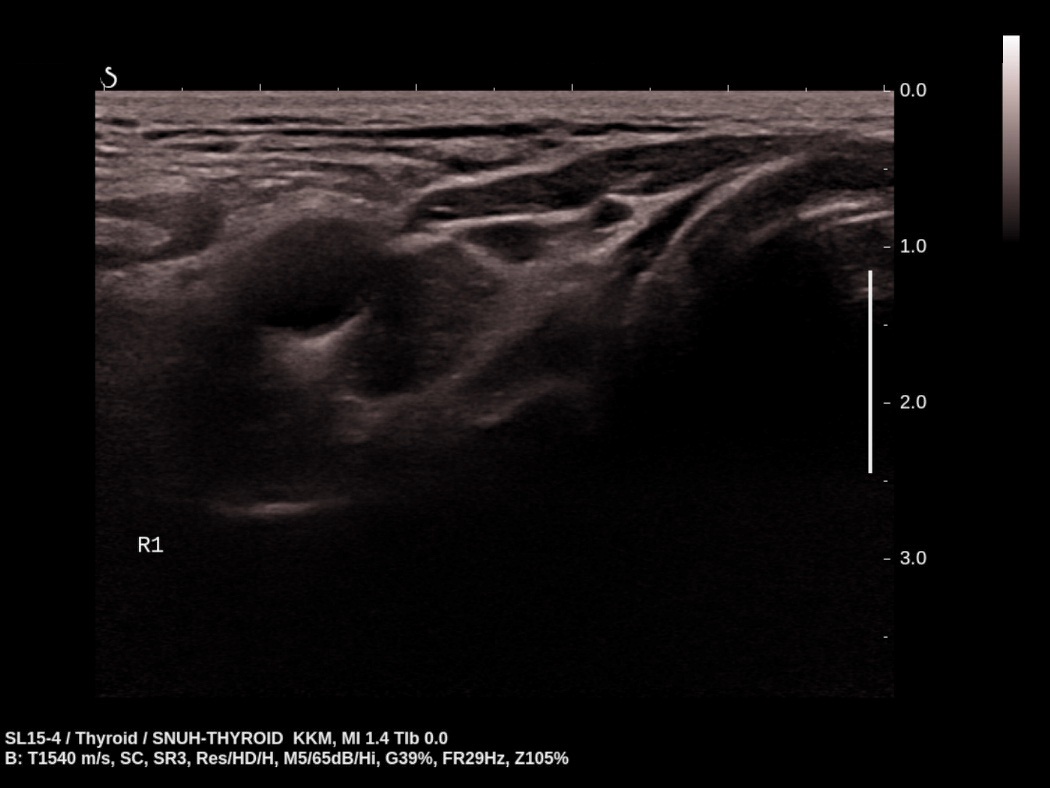 0.0
1.0
2.0
3.0
R1
SL15-4 / Thyroid / SNUH-THYROID KKM, MI 1.4 TIb 0.0
B: T1540 m/s, SC, SR3, Res/HD/H, M5/65dB/Hi, G39%, FR29Hz, Z105%